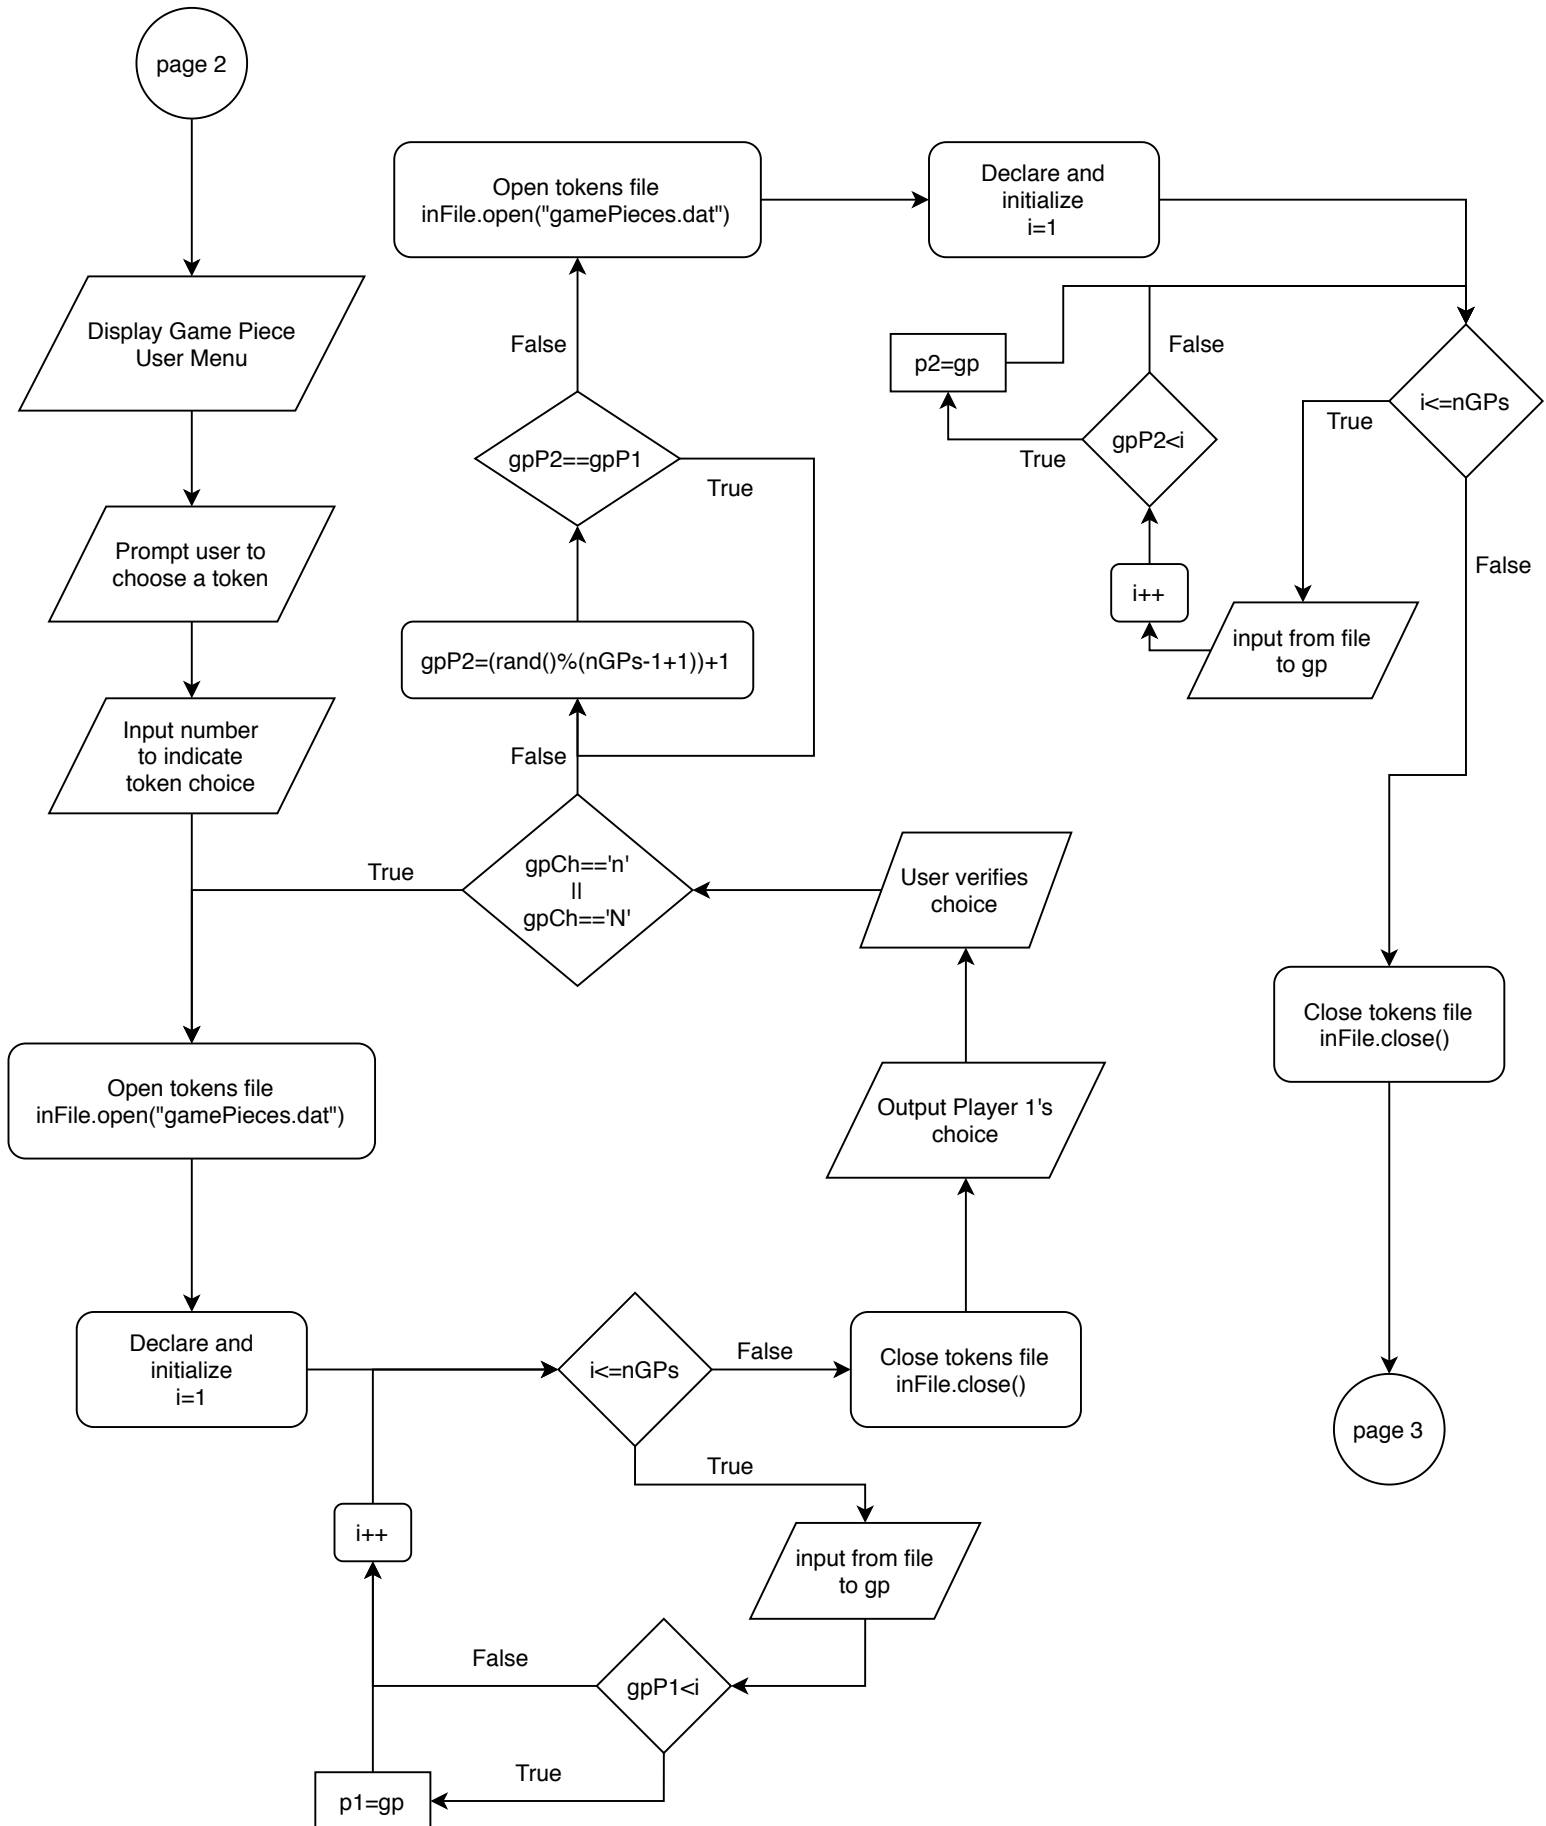 page 2
Display Game Piece
User Menu
Prompt user to
choose a token
Input number
to indicate
token choice
Open tokens file
inFile.open("gamePieces.dat")
Declare and
initialize
i=1
i<=nGPs
False
True
Close tokens file
inFile.close()
input from file
to gp
gpP1<i
False
True
p1=gp
i++
Output Player 1's
choice
User verifies
choice
gpCh=='n'
||
gpCh=='N'
True
False
gpP2=(rand()%(nGPs-1+1))+1
gpP2==gpP1
True
False
Open tokens file
inFile.open("gamePieces.dat")
Declare and
initialize
i=1
i<=nGPs
True
False
input from file
to gp
i++
gpP2<i
True
False
p2=gp
Close tokens file
inFile.close()
page 3